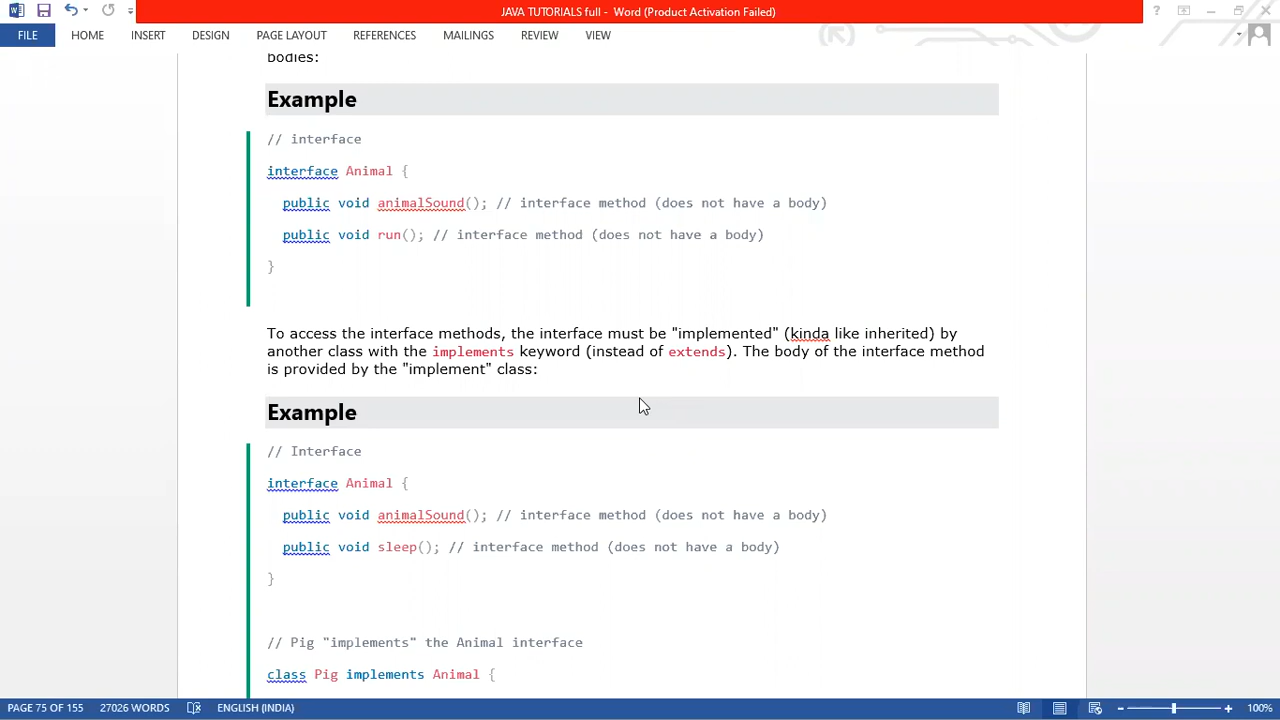 JAVA TUTORIALS full - Word (Product Activation Failed)
FILE HOME INSERT DESIGN PAGE LAYOUT REFERENCES MAILINGS REVIEW VIEW
bodies:
Example
// interface
interface Animal {
public void animalSound(); // interface method (does not have a body)
public void run(); // interface method (does not have a body)
}
To access the interface methods, the interface must be "implemented" (kinda like inherited) by
another class with the implements keyword (instead of extends). The body of the interface method
is provided by the "implement" class:
Example
// Interface
interface Animal {
public void animalSound(); // interface method (does not have a body)
public void sleep(); // interface method (does not have a body)
}
// Pig "implements" the Animal interface
class Pig implements Animal {
PAGE 75 OF 155 27026 WORDS ENGLISH (INDIA) 100%